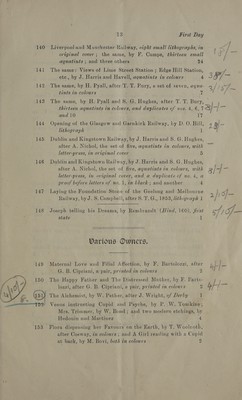 58 First Day
140 Liverpool and Manchester Railway, eight small lithographs, in
original cover; the same, by F. Campe, thirteen small
aquatints; and three others 24
141 The same: Views of Lime Street Station; Edge Hill Station,
etc., by J. Harris and Havell, aquatints in colours 4
142 The same, by H. Pyall, after T. T. Bury, a set of seven, aqua-
tints in colours 7
143 The same, by H. Pyall and S. G. Hughes, after T. T. Bury,
thirteen aquatints in colours, and duplicates of nos. 4, 6, 7
and 10 17
144 Opening of the Glasgow and Garnkirk Railway, by D. O. Hill,
lithograph 1
145 Dublin and Kingstown Railway, by J. Harris and S. G. Hughes,
after A. Nichol, the set of five, aquatints, in colours, with
letter-press, in original cover 5
146 Dublin and Kingstown Railway, by J. Harris and S. G. Hughes,
after A. Nichol, the set of five, aquatints, in colours, with
letter-press, in original cover, and a duplicate of no. 4, a
proof before letters of no. 1, in black; and another
147 Laying the Foundation Stone of the Geelong and Melbourne
Railway, by J. S. Campbell, after S. T. G., 1853, lithograph 1
148 Joseph telling his Dreams, by Rembrandt (Hind, 160), first
state 1
Various Owners.
149 Maternal Love and Filial Affection, by F. Bartolozzi, after
G. B. Cipriani, a pair, printed in colours 2
150 The Happy Father and The Distressed Mother, by F. Barto-
lozzi, after G. B. Cipriani, a pair, printed in colours 2
151 The Alchemist, by W. Pether, after J. Wright, of Derby 1
152 Venus instructing Cupid and Psyche, by P. W. Tomkins;
Mrs. Trimmer, by W. Bond; and two modern etchings, by
Hodouin and Martinez 4
153 Flora disposing her Favours on the Earth, by T. Woolnoth,
after Corway, in colours; and A Girl reading with a Cupid
at back, by M. Bovi, both in colours 2